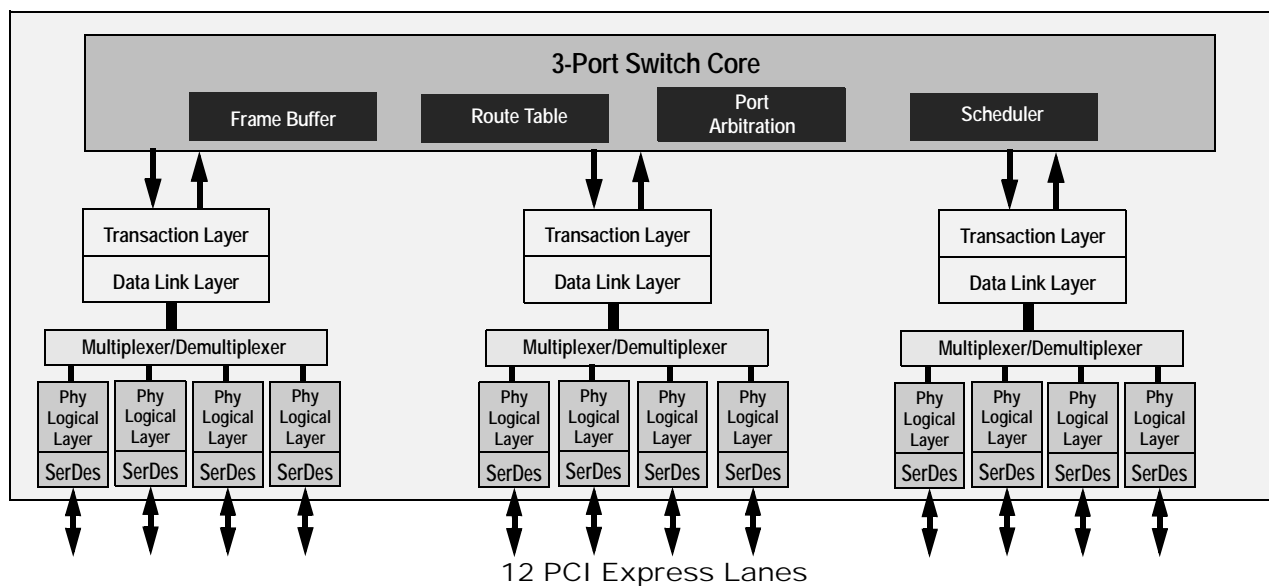 3-Port Switch Core
Frame Buffer
Route Table
Port
Arbitration
Scheduler
Transaction Layer
Data Link Layer
Multiplexer/Demultiplexer
Phy
Logical
Layer
SerDes
Phy
Logical
Layer
SerDes
Phy
Logical
Layer
SerDes
Phy
Logical
Layer
SerDes
Transaction Layer
Data Link Layer
Multiplexer/Demultiplexer
Phy
Logical
Layer
SerDes
Phy
Logical
Layer
SerDes
Phy
Logical
Layer
SerDes
Phy
Logical
Layer
SerDes
Transaction Layer
Data Link Layer
Multiplexer/Demultiplexer
Phy
Logical
Layer
SerDes
Phy
Logical
Layer
SerDes
Phy
Logical
Layer
SerDes
Phy
Logical
Layer
SerDes
12 PCI Express Lanes